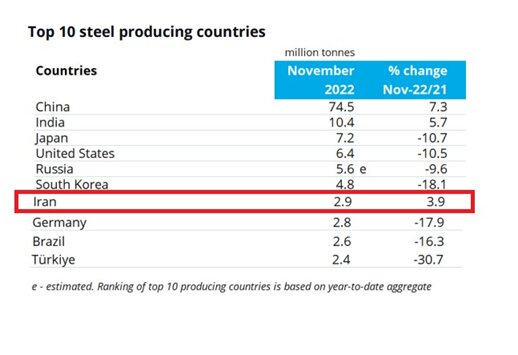 Top 10 steel producing countries
million tonnes
Countries November % change
2022 Nov-22/21
China 74.5 7.3
India 10.4 5.7
Japan 7.2 -10.7
United States 6.4 -10.5
Russia 5.6 e -9.6
South Korea 4.8 -18.1
Iran 2.9 3.9
Germany 2.8 -17.9
Brazil 2.6 -16.3
Türkiye 2.4 -30.7
e - estimated. Ranking of top 10 producing countries is based on year-to-date aggregate